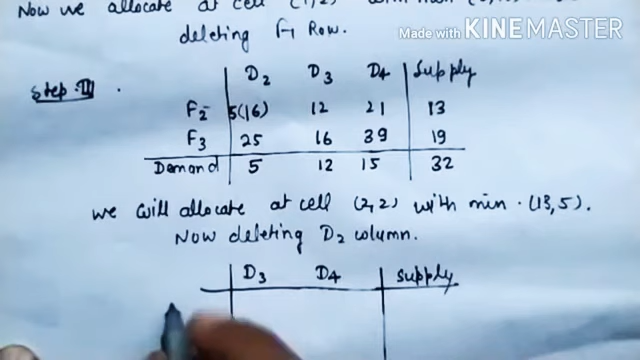 Now we allocate at cell (1,2) with min
Made with KINEMASTER
deleting F1 Row.
Step-III.
D2 D3 D4 Supply
F2 5(16) 12 21 13
F3 25 16 39 19
Demand 5 12 15 32
we will allocate at cell (2,2) with min.(13,5).
Now deleting D2 column.
D3 D4 Supply